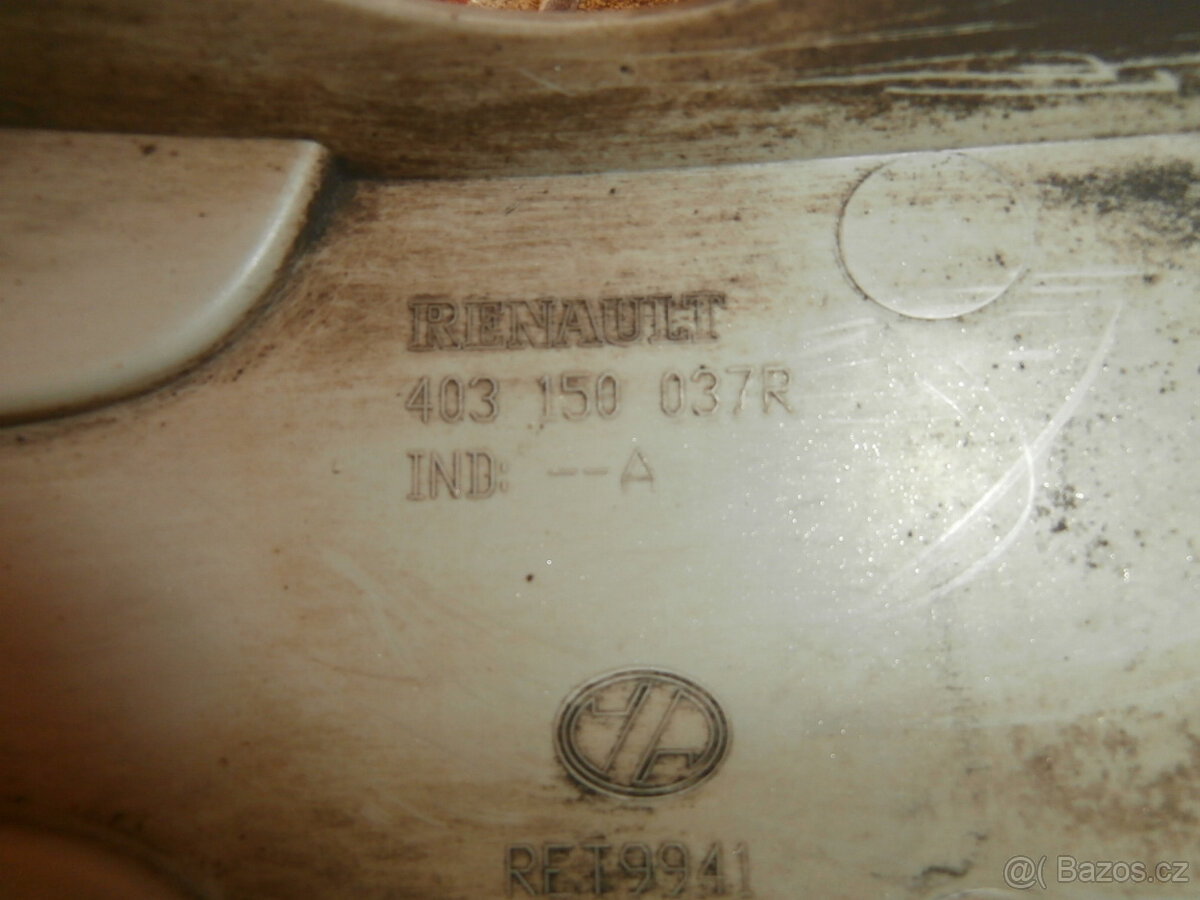 RENAULT
403 150 037R
IND: --A
RET9941
@( Bazos.cz